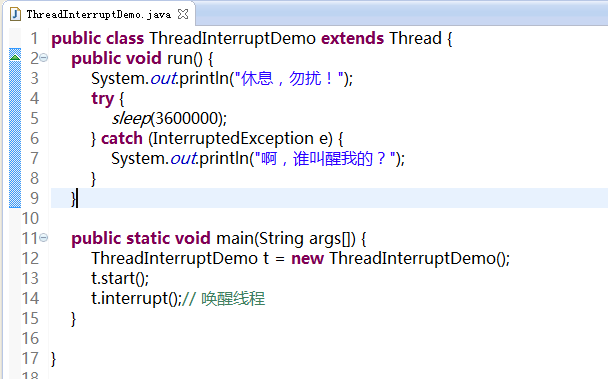 ThreadInterruptDemo.java
1 public class ThreadInterruptDemo extends Thread {
2 public void run() {
3 System.out.println("休息，勿扰！");
4 try {
5 sleep(3600000);
6 } catch (InterruptedException e) {
7 System.out.println("啊，谁叫醒我的？");
8 }
9 }
10
11 public static void main(String args[]) {
12 ThreadInterruptDemo t = new ThreadInterruptDemo();
13 t.start();
14 t.interrupt();// 唤醒线程
15 }
16
17 }
18